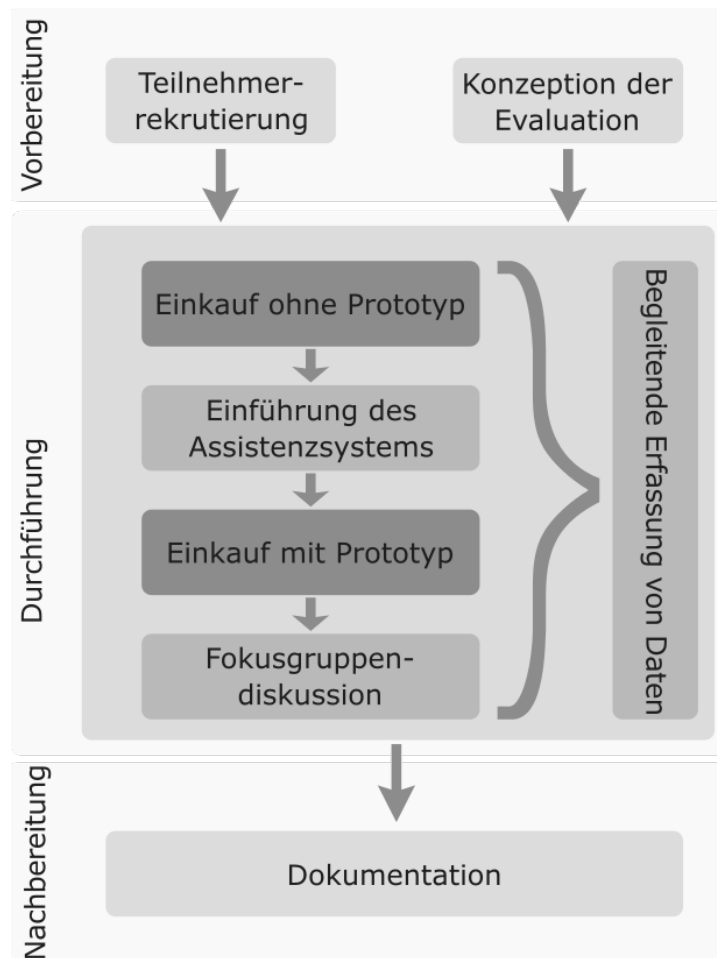 Vorbereitung
Teilnehmer-
rekrutierung
Konzeption der
Evaluation
Durchführung
Einkauf ohne Prototyp
Einführung des
Assistenzsystems
Einkauf mit Prototyp
Fokusgruppen-
diskussion
Begleitende Erfassung von Daten
Nachbereitung
Dokumentation